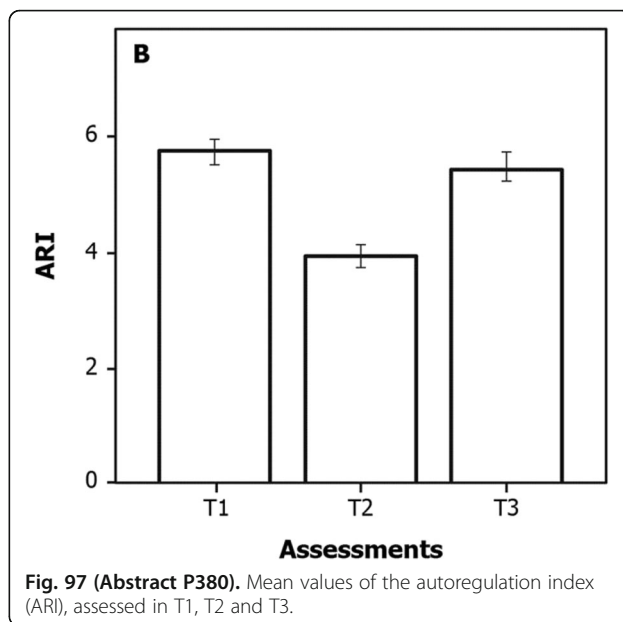 B
6
4
2
0
ARI
T1 T2 T3
Assessments
Fig. 97 (Abstract P380). Mean values of the autoregulation index
(ARI), assessed in T1, T2 and T3.